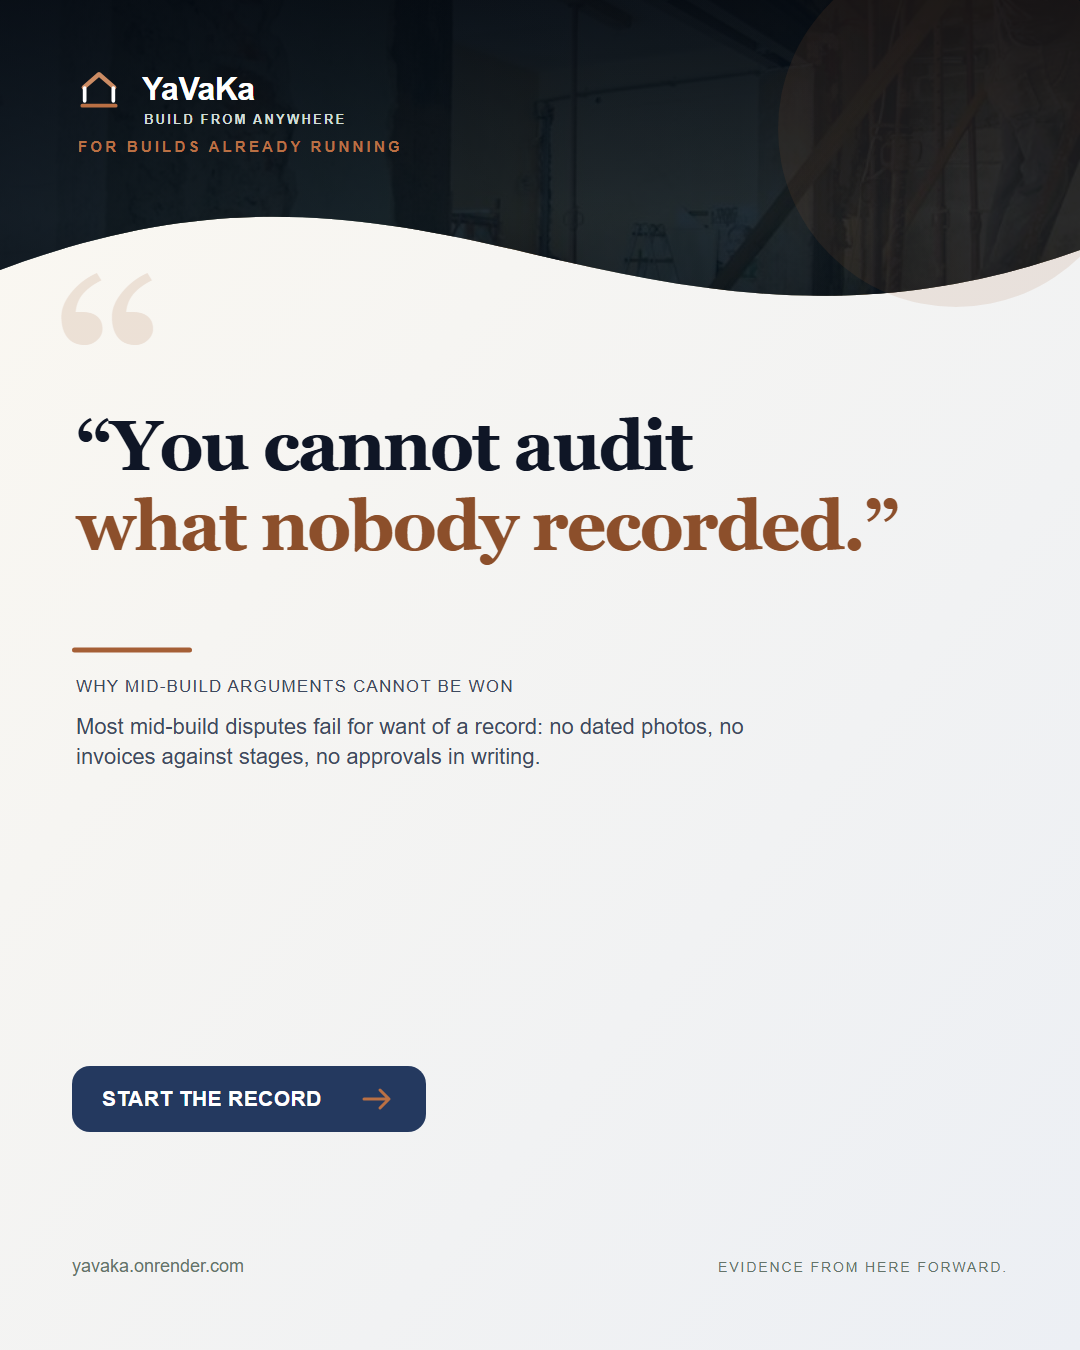 YaVaKa
BUILD FROM ANYWHERE
FOR BUILDS ALREADY RUNNING
“You cannot audit
what nobody recorded.”
WHY MID-BUILD ARGUMENTS CANNOT BE WON
Most mid-build disputes fail for want of a record: no dated photos, no
invoices against stages, no approvals in writing.
START THE RECORD
yavaka.onrender.com
EVIDENCE FROM HERE FORWARD.